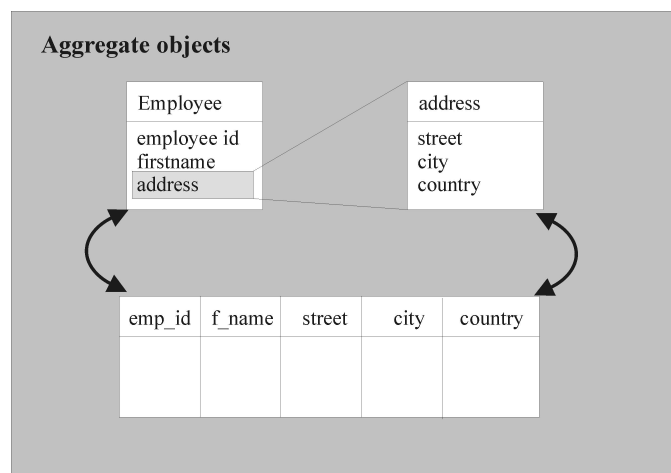 Aggregate objects
Employee
employee id
firstname
address
address
street
city
country
emp_id f_name street city country